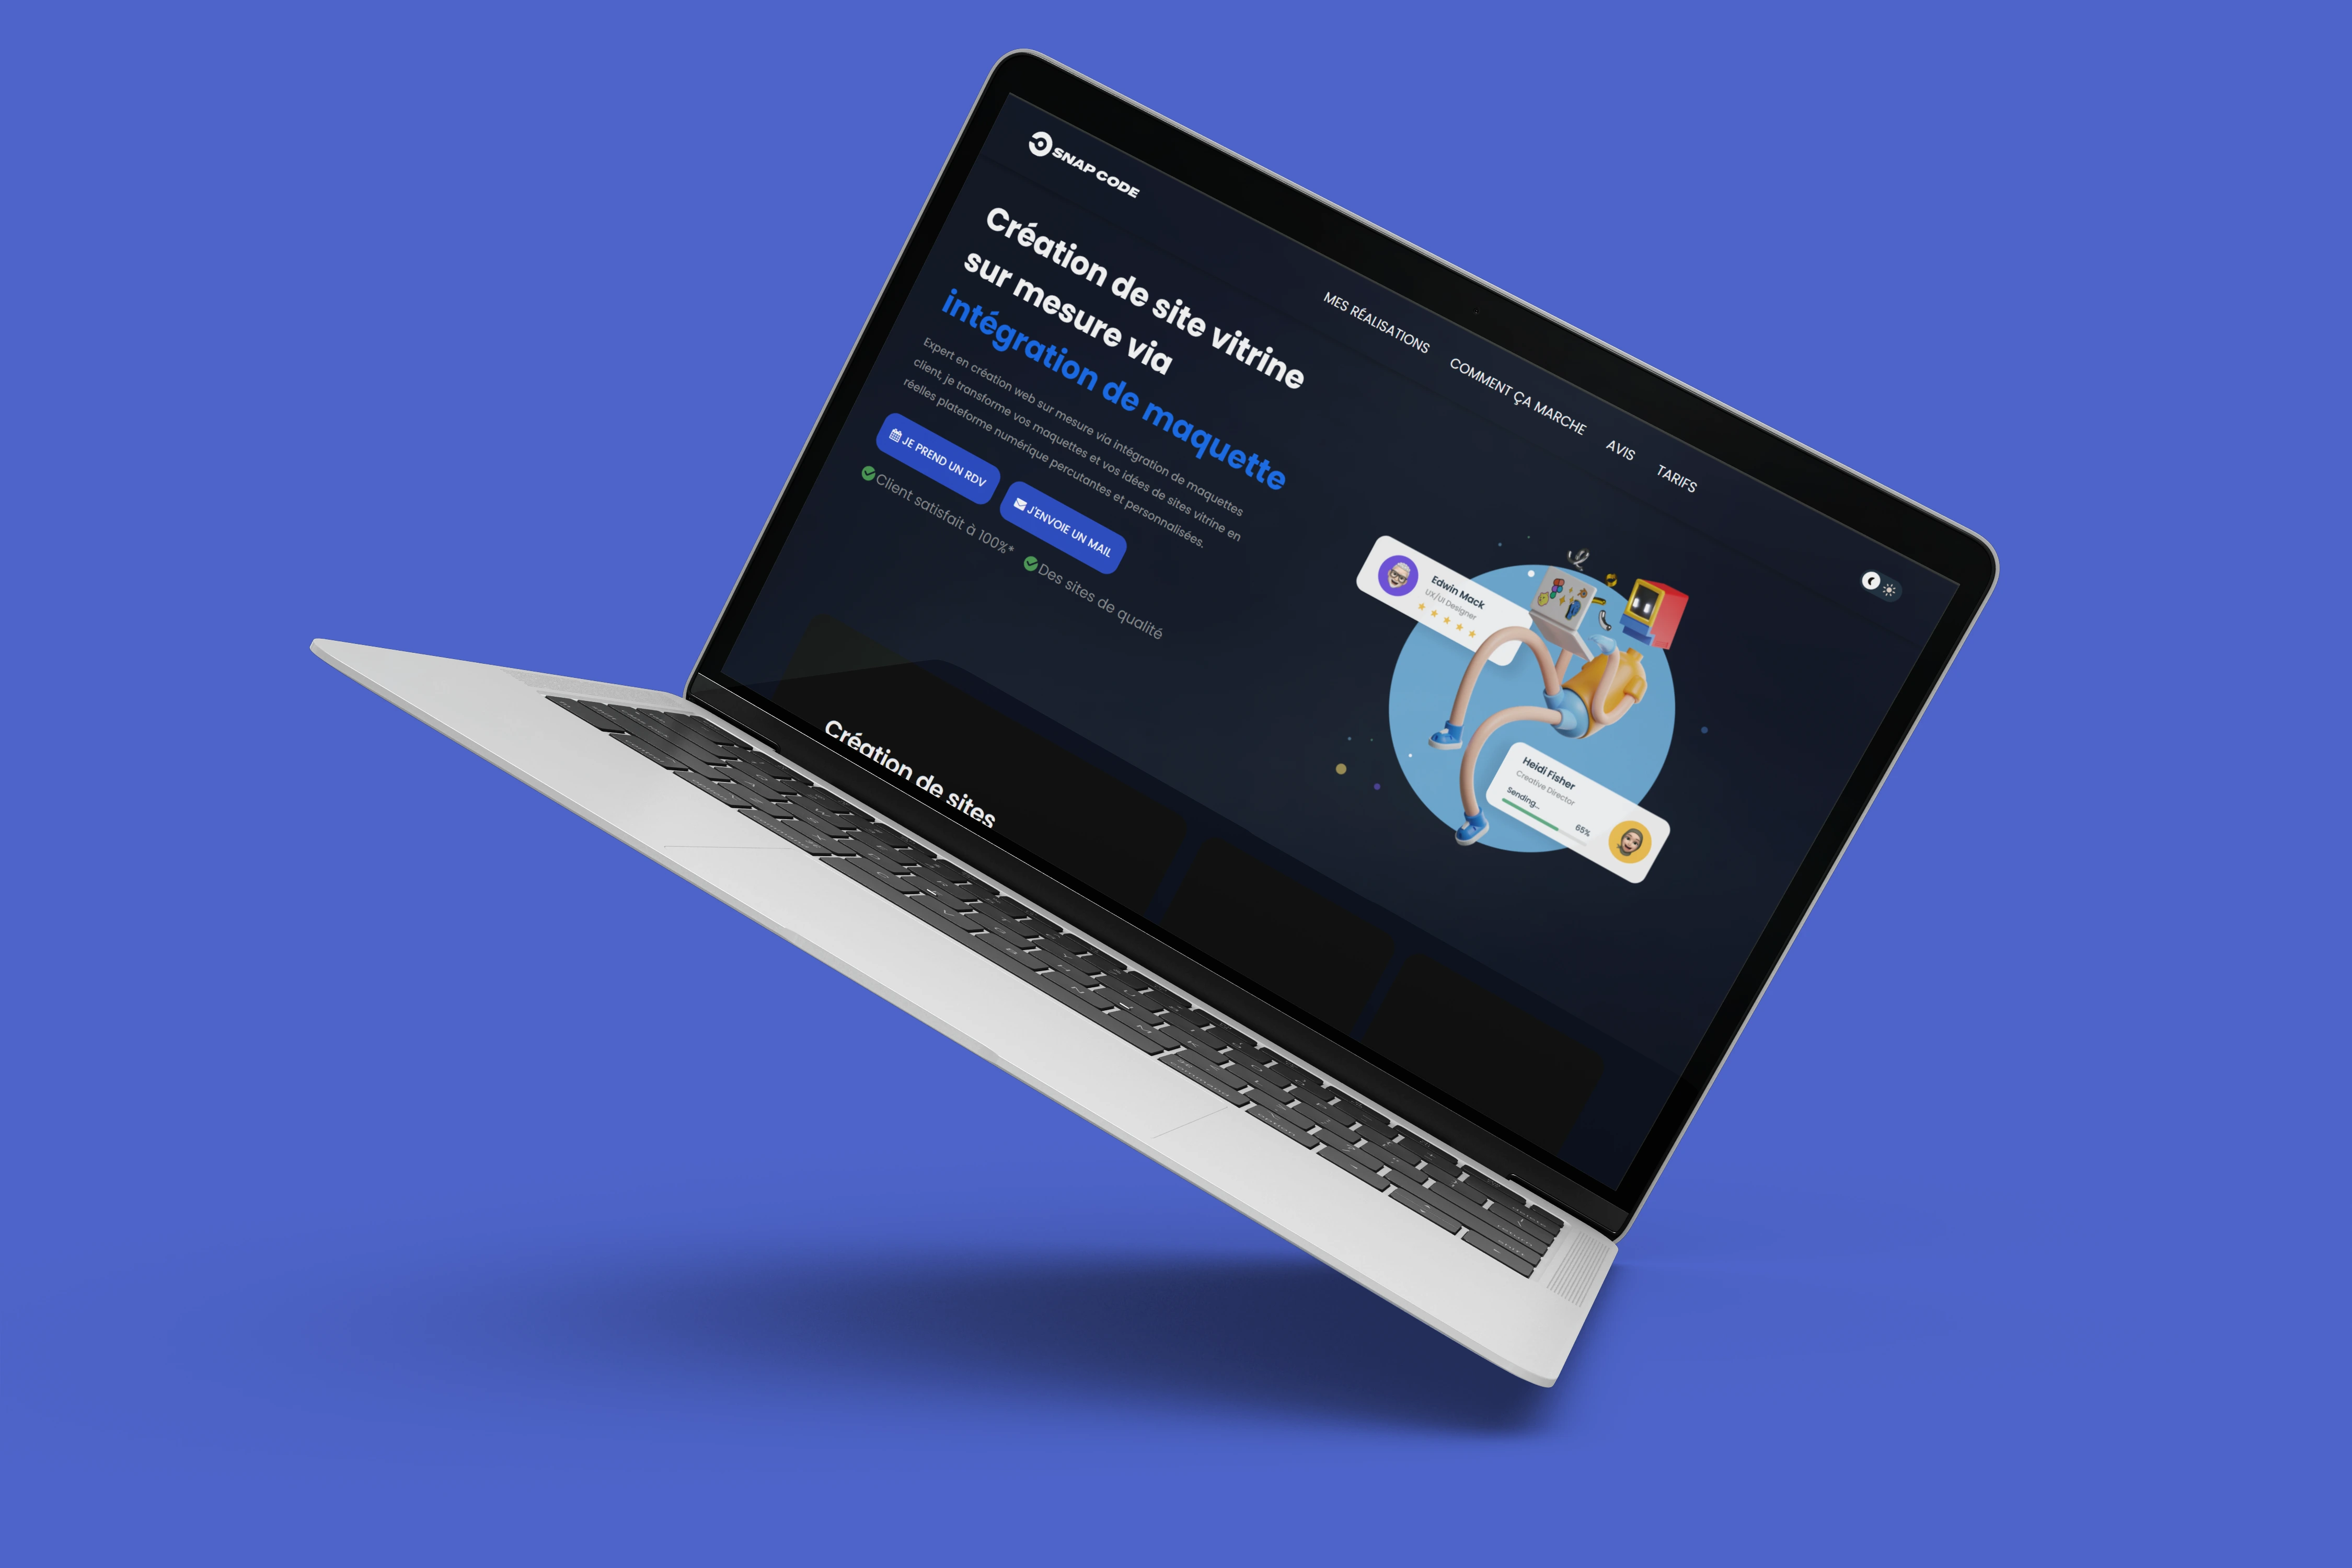 SNAP CODE
MES RÉALISATIONS
COMMENT ÇA MARCHE
AVIS
TARIFS
Création de site vitrine
sur mesure via
intégration de maquette
Expert en création web sur mesure via intégration de maquettes
client, je transforme vos maquettes et vos idées de sites vitrine en
réelles plateforme numérique percutantes et personnalisées.
JE PREND UN RDV
J'ENVOIE UN MAIL
Client satisfait à 100%*
Des sites de qualité
Edwin Mack
UX/UI Designer
Heidi Fisher
Creative Director
Sending...
65%
Création de sites